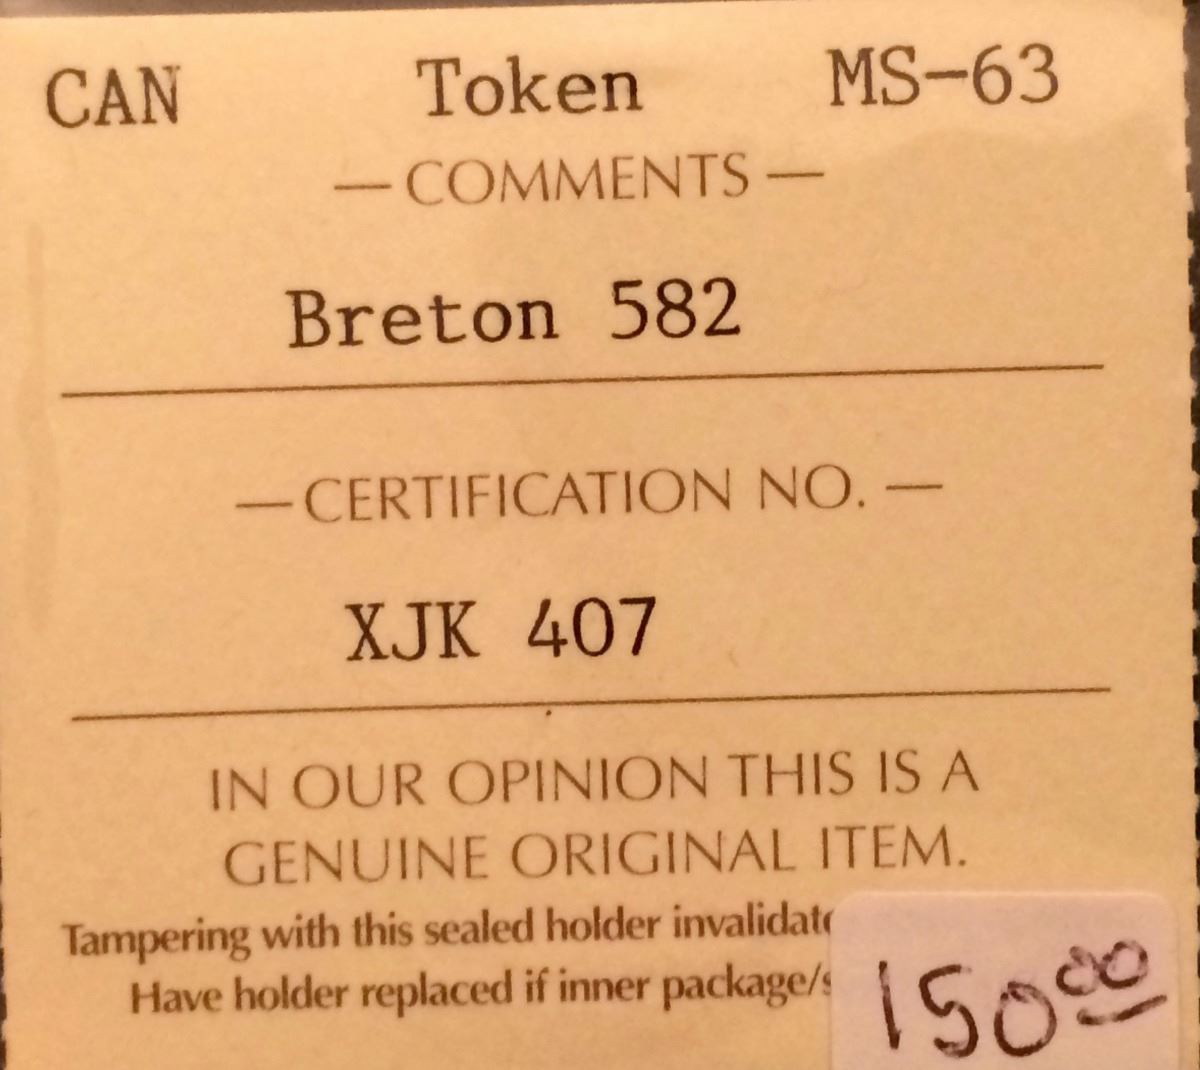 CAN Token MS-63
— COMMENTS —
Breton 582
— CERTIFICATION NO. —
XJK 407
IN OUR OPINION THIS IS A
GENUINE ORIGINAL ITEM.
Tampering with this sealed holder
Have holder replaced if inner package/s
150 00